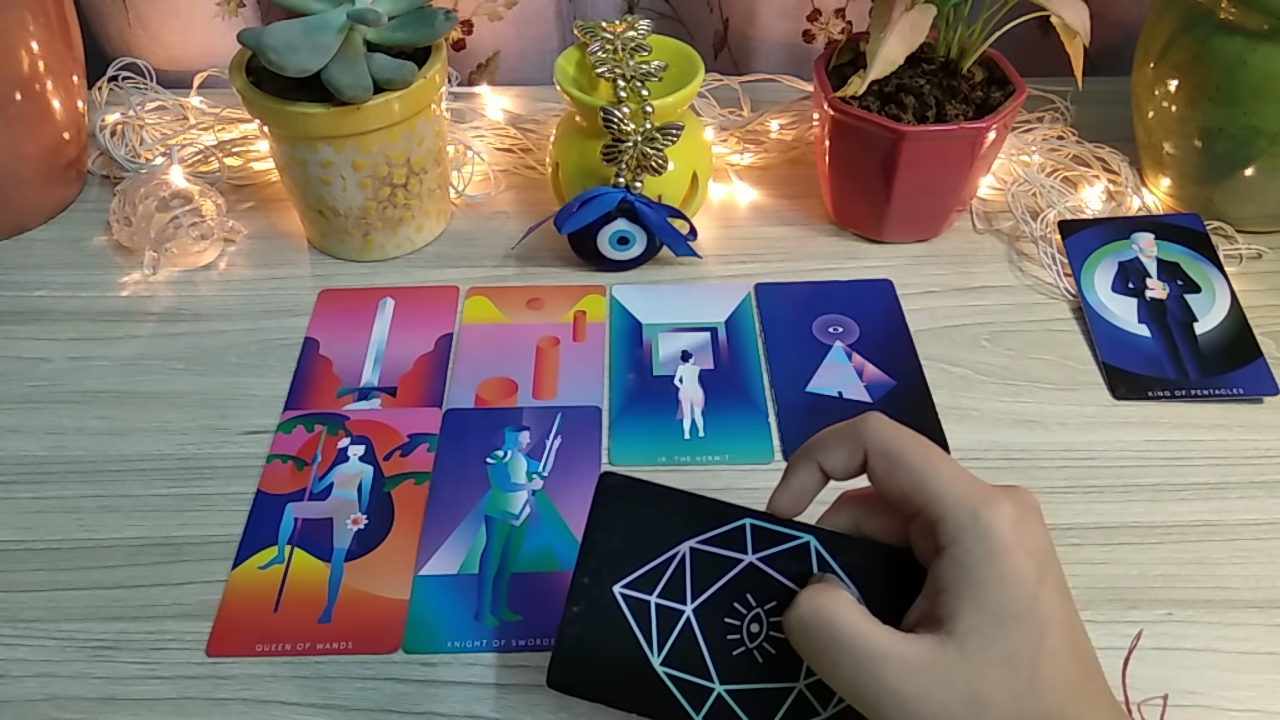 KING OF PENTACLES
IX. THE HERMIT
QUEEN OF WANDS
KNIGHT OF SWORDS